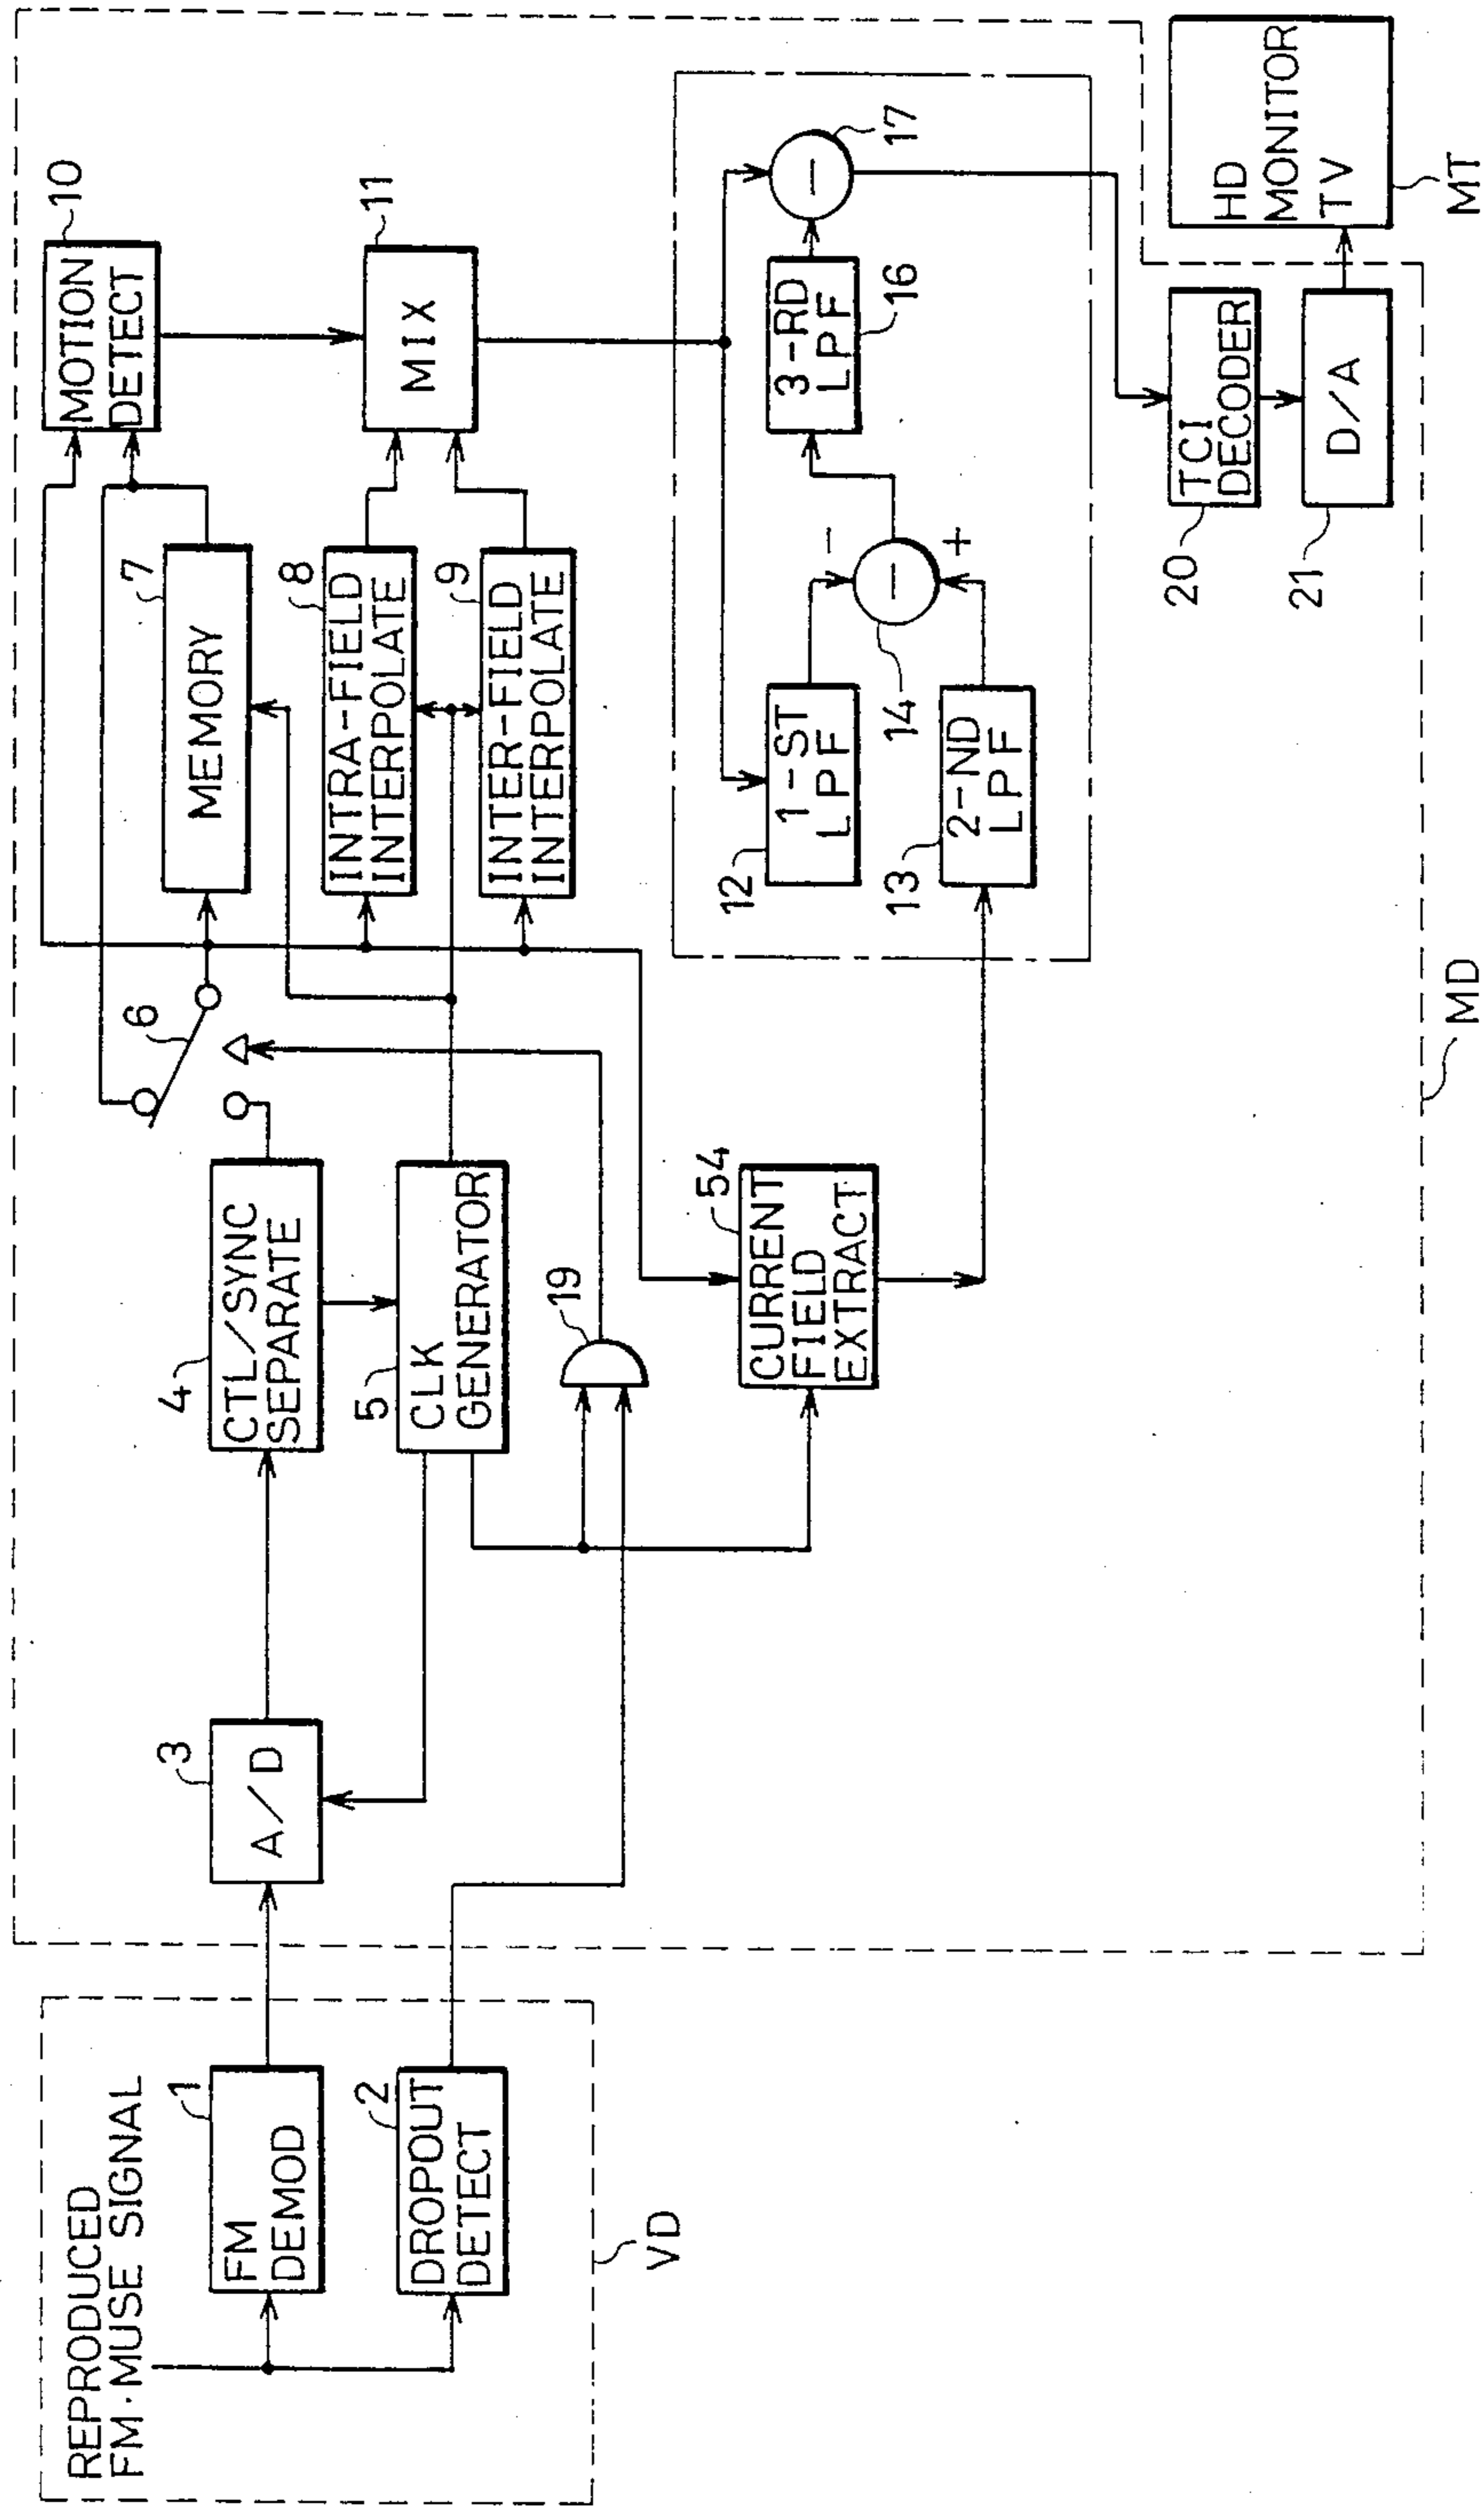 REPRODUCED
FM·MUSE SIGNAL
1
FM
DEMOD
2
DROPOUT
DETECT
VD
3
A/D
4
CTL/SYNC
SEPARATE
5
CLK
GENERATOR
19
54
CURRENT
FIELD
EXTRACT
6
7
MEMORY
8
INTRA-FIELD
INTERPOLATE
9
INTER-FIELD
INTERPOLATE
10
MOTION
DETECT
11
MIX
12
1-ST
LPF
13
2-ND
LPF
14
−
−
+
3-RD
LPF
16
−
17
20
TCI
DECODER
21
D/A
HD
MONITOR
TV
MT
MD